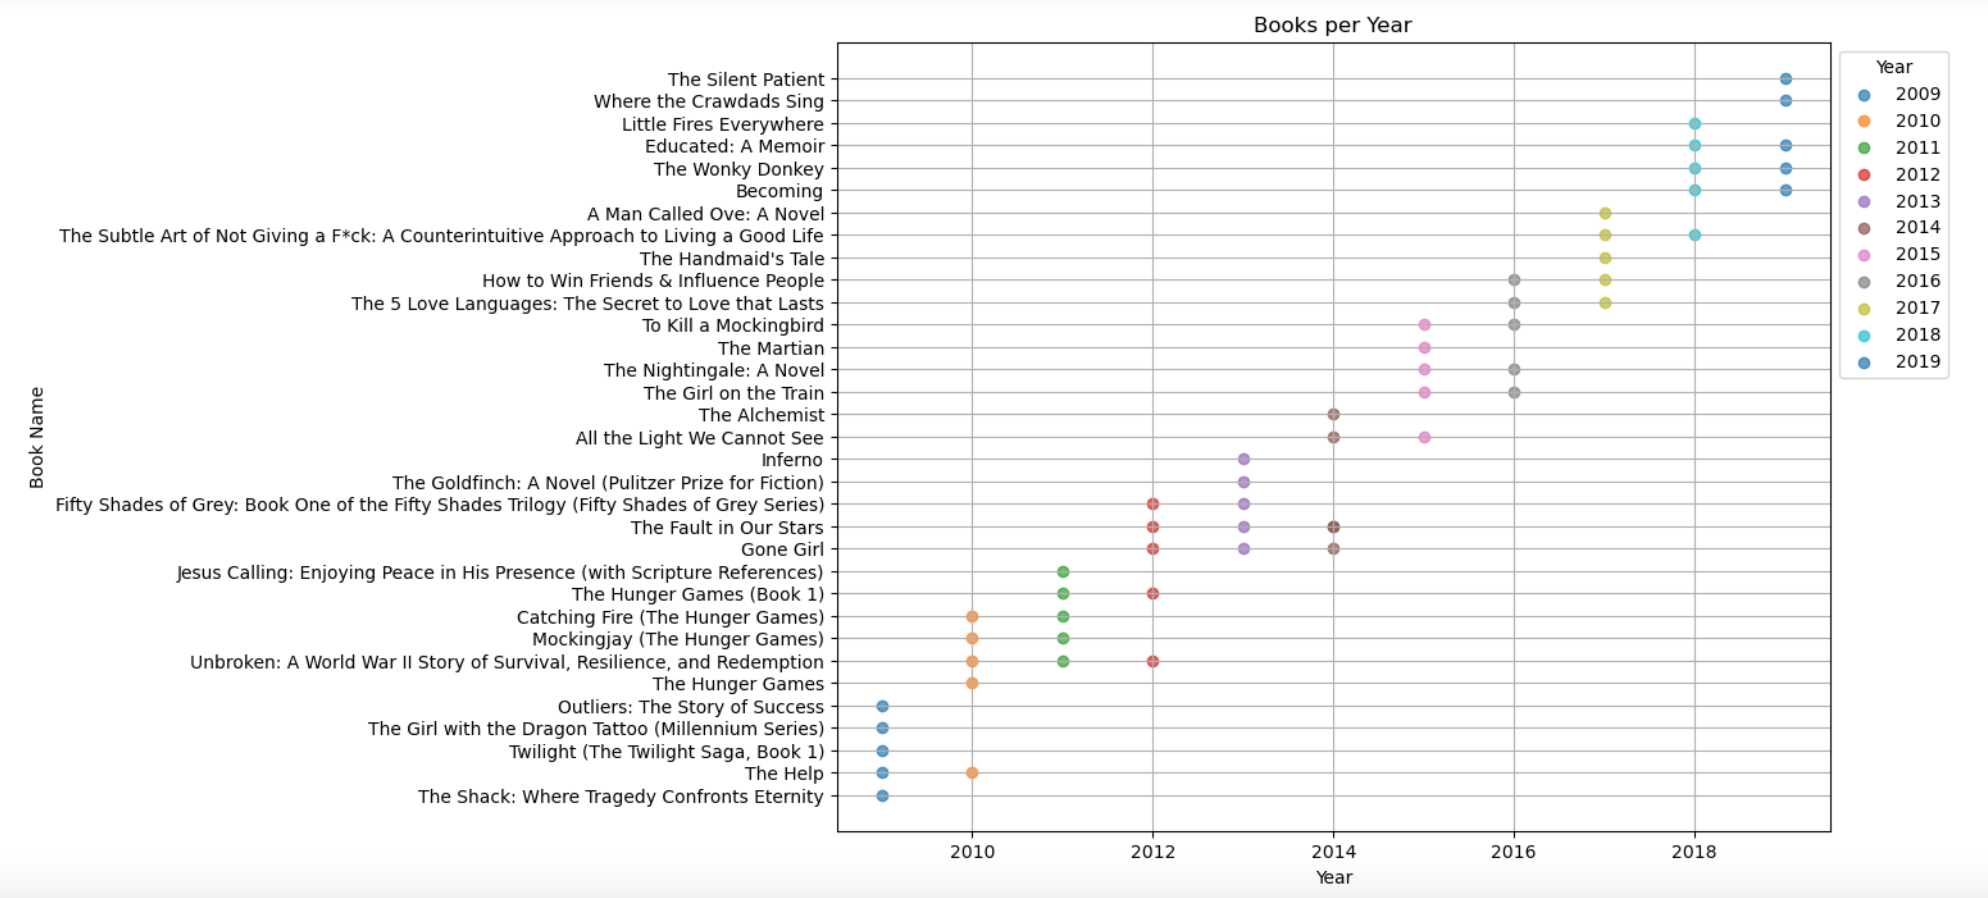 Books per Year
The Silent Patient
Where the Crawdads Sing
Little Fires Everywhere
Educated: A Memoir
The Wonky Donkey
Becoming
A Man Called Ove: A Novel
The Subtle Art of Not Giving a F*ck: A Counterintuitive Approach to Living a Good Life
The Handmaid's Tale
How to Win Friends & Influence People
The 5 Love Languages: The Secret to Love that Lasts
To Kill a Mockingbird
The Martian
The Nightingale: A Novel
The Girl on the Train
The Alchemist
All the Light We Cannot See
Inferno
The Goldfinch: A Novel (Pulitzer Prize for Fiction)
Fifty Shades of Grey: Book One of the Fifty Shades Trilogy (Fifty Shades of Grey Series)
The Fault in Our Stars
Gone Girl
Jesus Calling: Enjoying Peace in His Presence (with Scripture References)
The Hunger Games (Book 1)
Catching Fire (The Hunger Games)
Mockingjay (The Hunger Games)
Unbroken: A World War II Story of Survival, Resilience, and Redemption
The Hunger Games
Outliers: The Story of Success
The Girl with the Dragon Tattoo (Millennium Series)
Twilight (The Twilight Saga, Book 1)
The Help
The Shack: Where Tragedy Confronts Eternity
Book Name
2010
2012
2014
2016
2018
Year
Year
2009
2010
2011
2012
2013
2014
2015
2016
2017
2018
2019